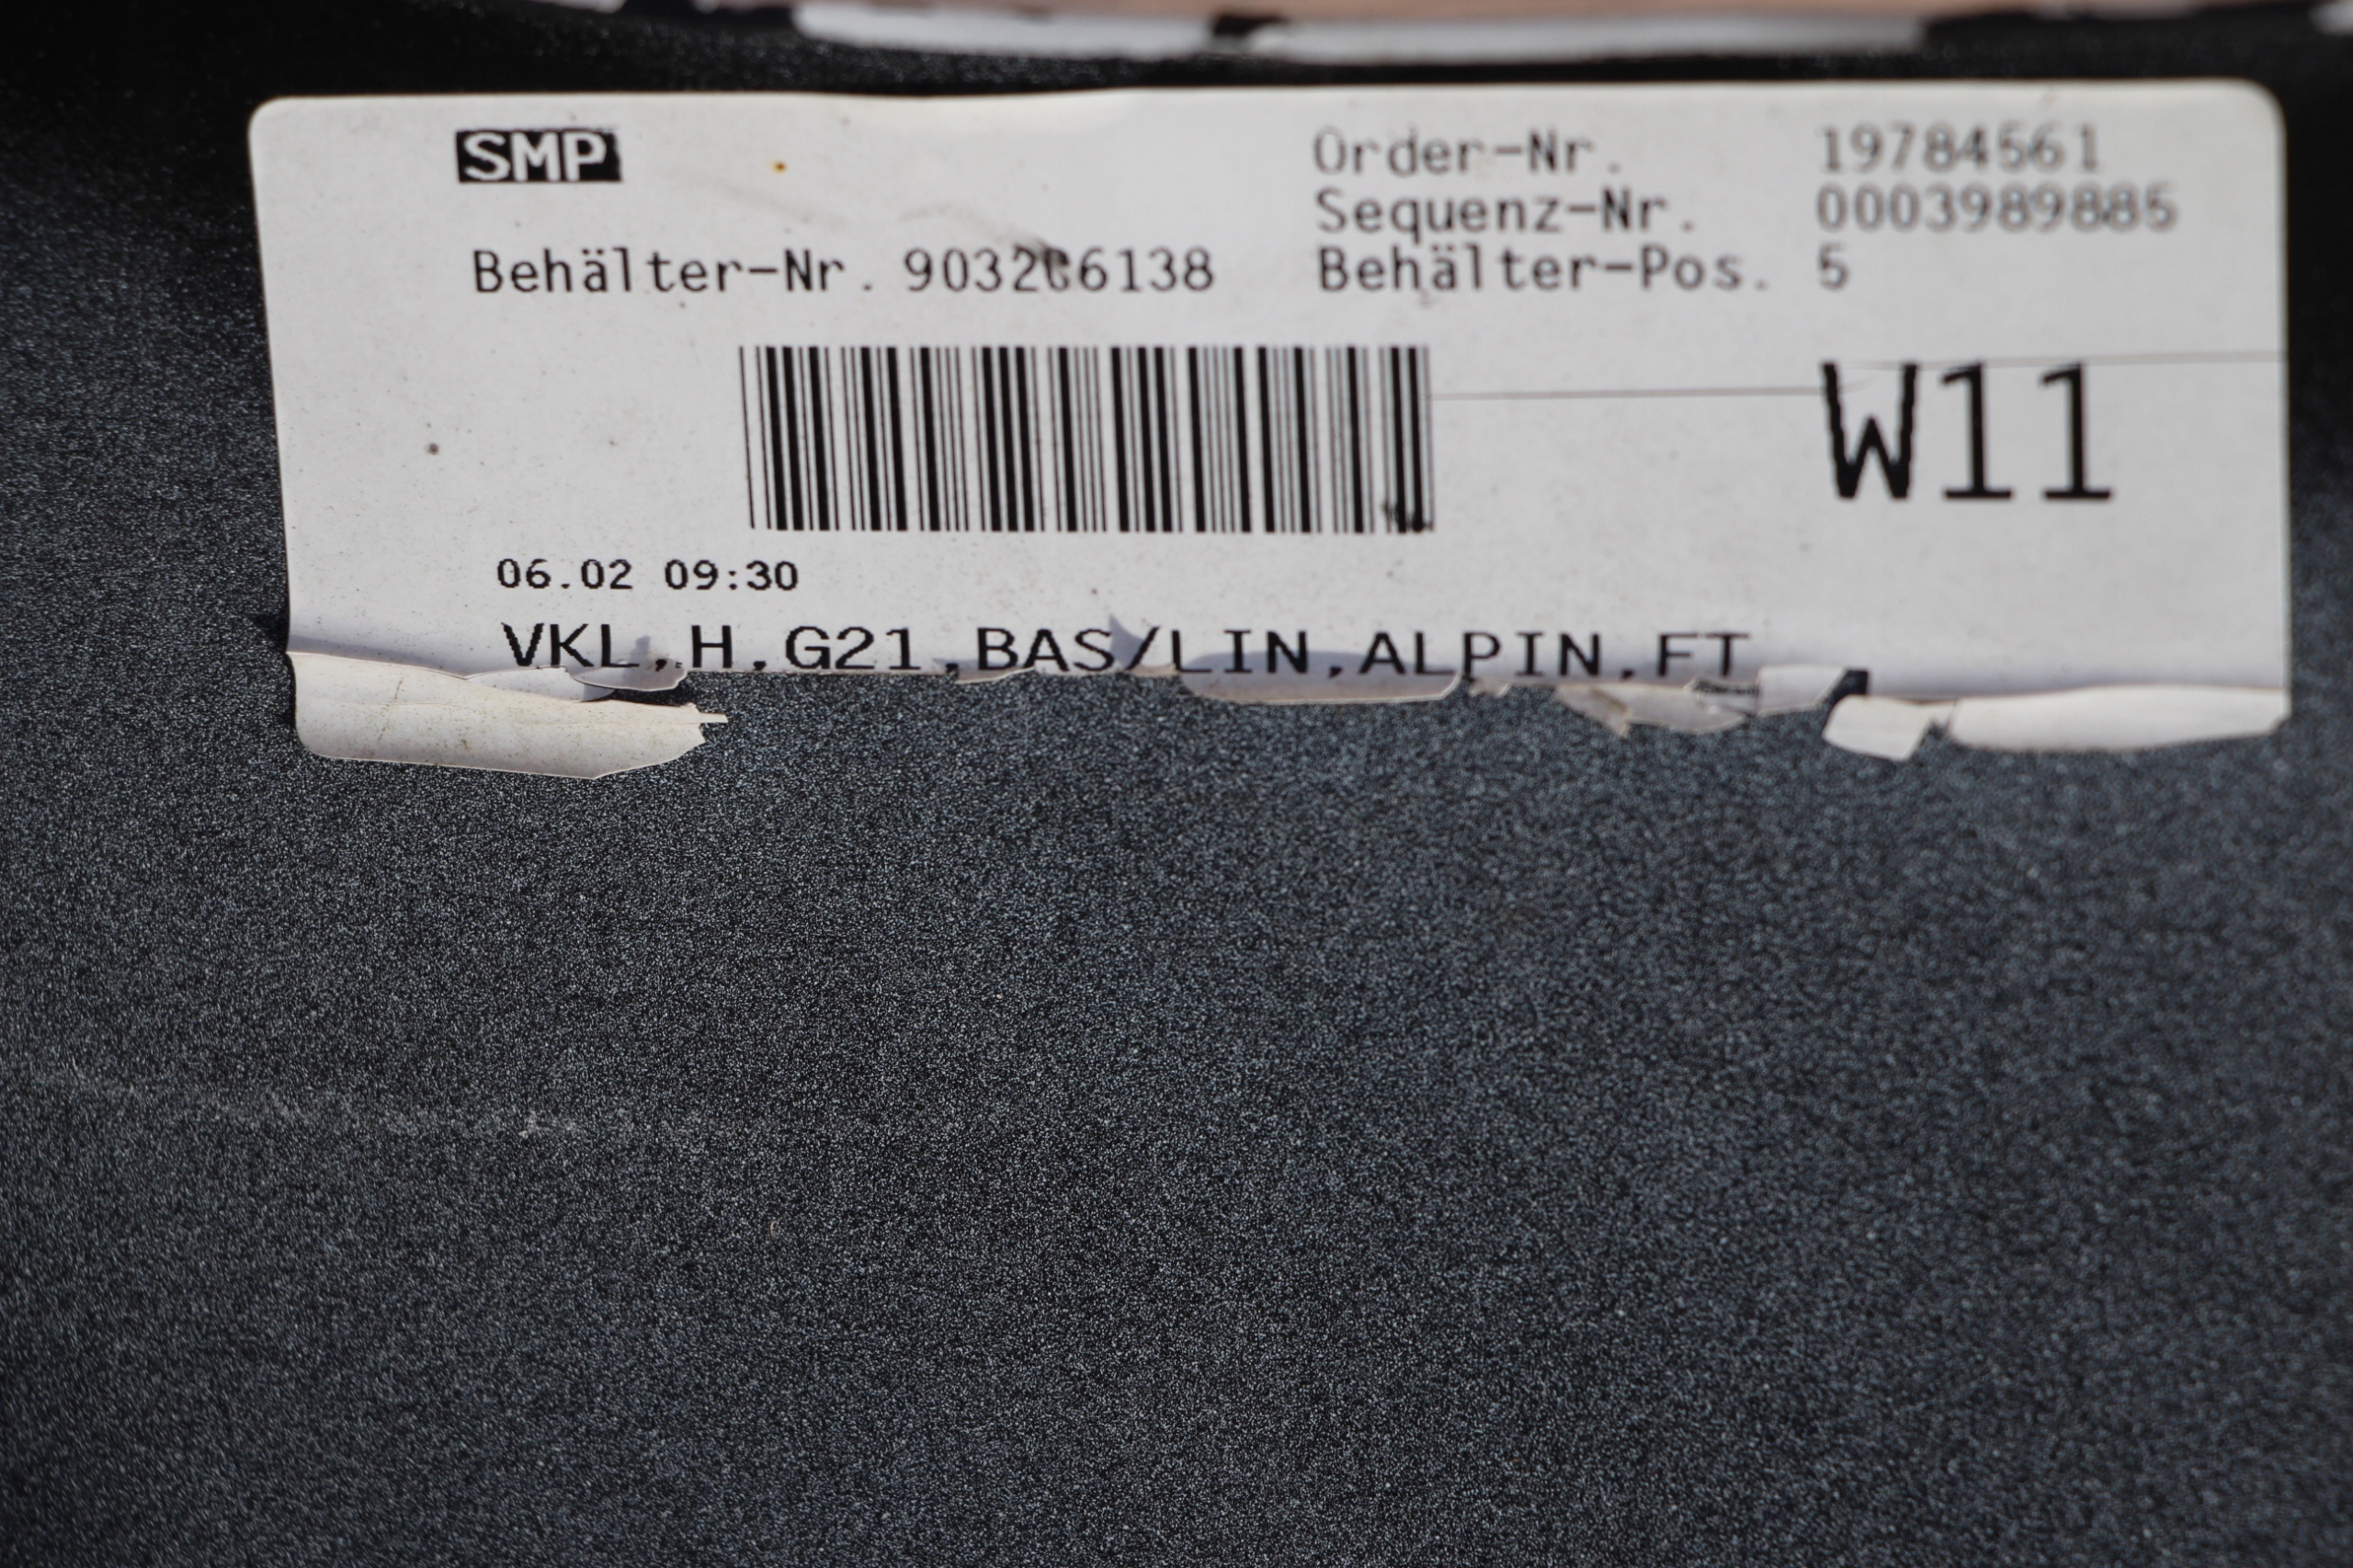 SMP
Order-Nr. 19784561
Sequenz-Nr. 0003989885
Behälter-Nr. 903206138
Behälter-Pos. 5
W11
06.02 09:30
VKL,H,G21,BAS/LIN,ALPIN,FT